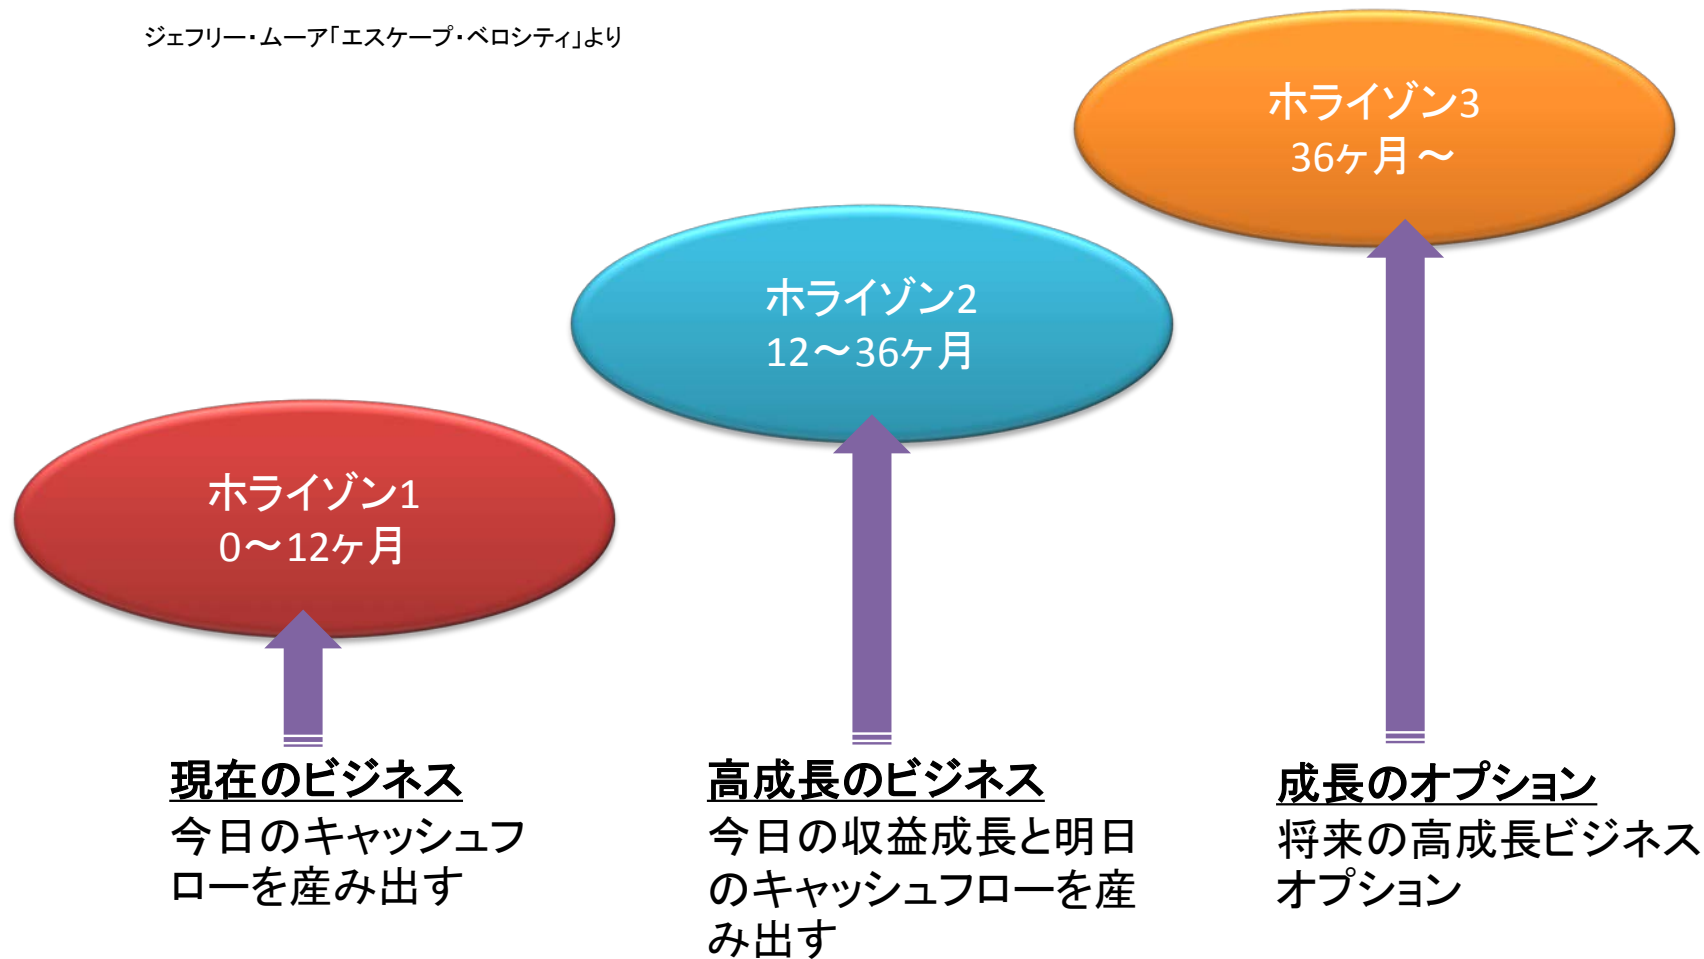 ジェフリー・ムーア「エスケープ・ベロシティ」より
ホライゾン3
36ヶ月～
ホライゾン2
12～36ヶ月
ホライゾン1
0～12ヶ月
現在のビジネス
今日のキャッシュフ
ローを産み出す
高成長のビジネス
今日の収益成長と明日
のキャッシュフローを産
み出す
成長のオプション
将来の高成長ビジネス
オプション